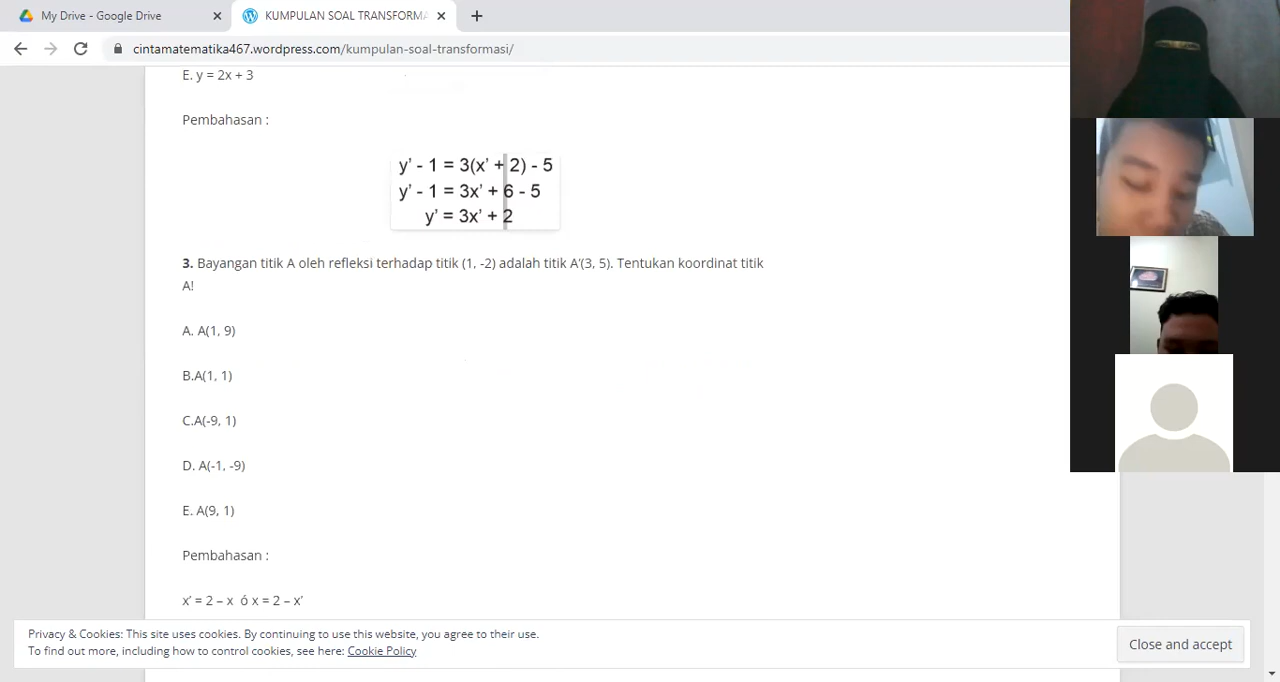 My Drive - Google Drive
KUMPULAN SOAL TRANSFORMA
cintamatematika467.wordpress.com/kumpulan-soal-transformasi/
E. y = 2x + 3
Pembahasan :
y' - 1 = 3(x' + 2) - 5
y' - 1 = 3x' + 6 - 5
y' = 3x' + 2
3. Bayangan titik A oleh refleksi terhadap titik (1, -2) adalah titik A'(3, 5). Tentukan koordinat titik
A!
A. A(1, 9)
B.A(1, 1)
C.A(-9, 1)
D. A(-1, -9)
E. A(9, 1)
Pembahasan :
x' = 2 – x ó x = 2 – x'
Privacy & Cookies: This site uses cookies. By continuing to use this website, you agree to their use.
To find out more, including how to control cookies, see here: Cookie Policy
Close and accept